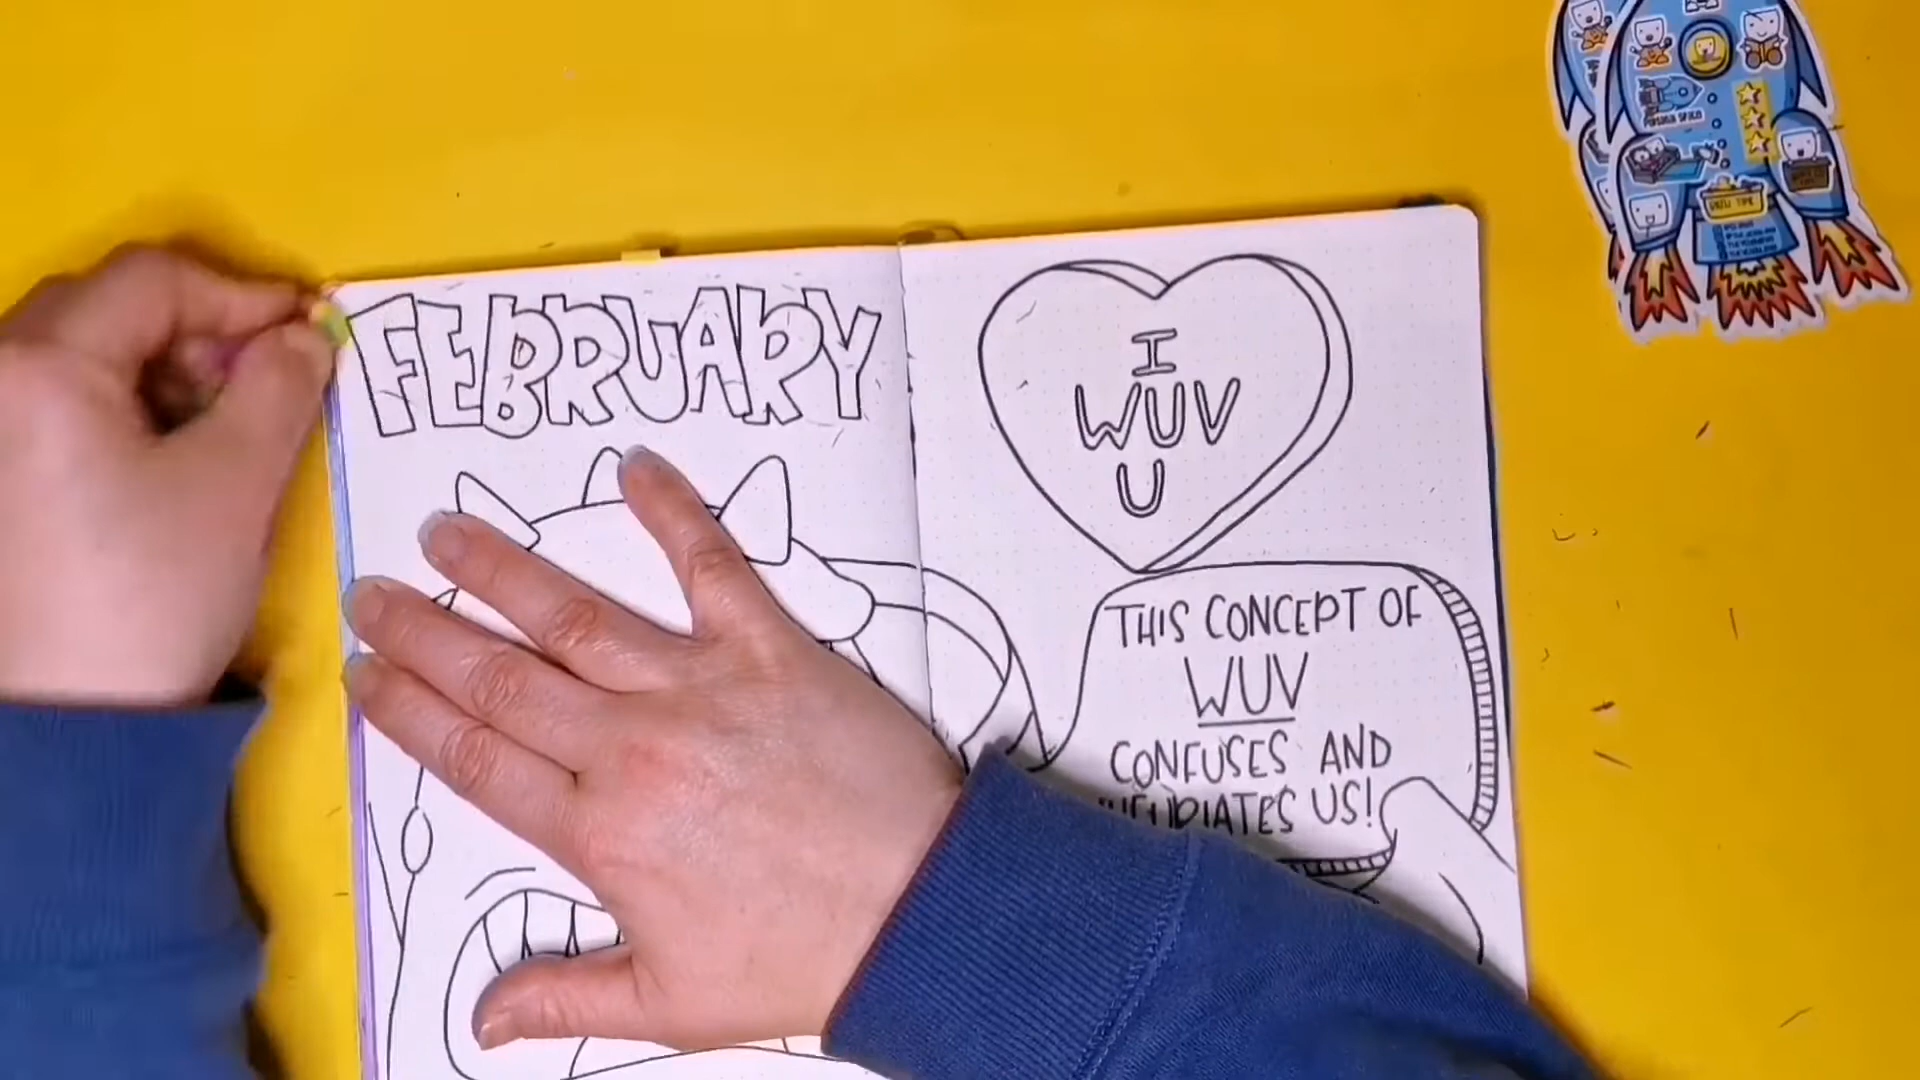 FEBRUARY
I
WUV
U
THIS CONCEPT OF
WUV
CONFUSES AND
US!